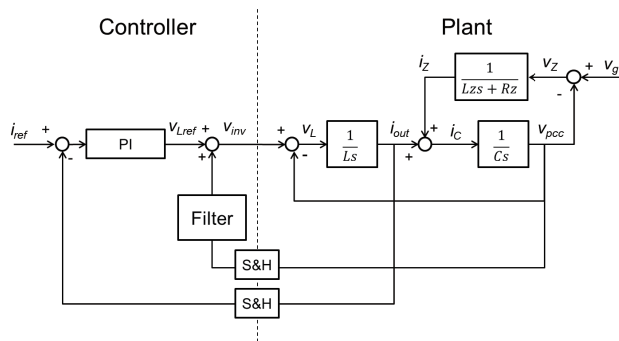 Controller
Plant
i_Z
1
Lzs + Rz
v_Z
+
v_g
-
i_ref
+
-
PI
v_Lref
+
+
v_inv
+
-
v_L
1
Ls
i_out
+
+
i_C
1
Cs
v_pcc
Filter
S&H
S&H